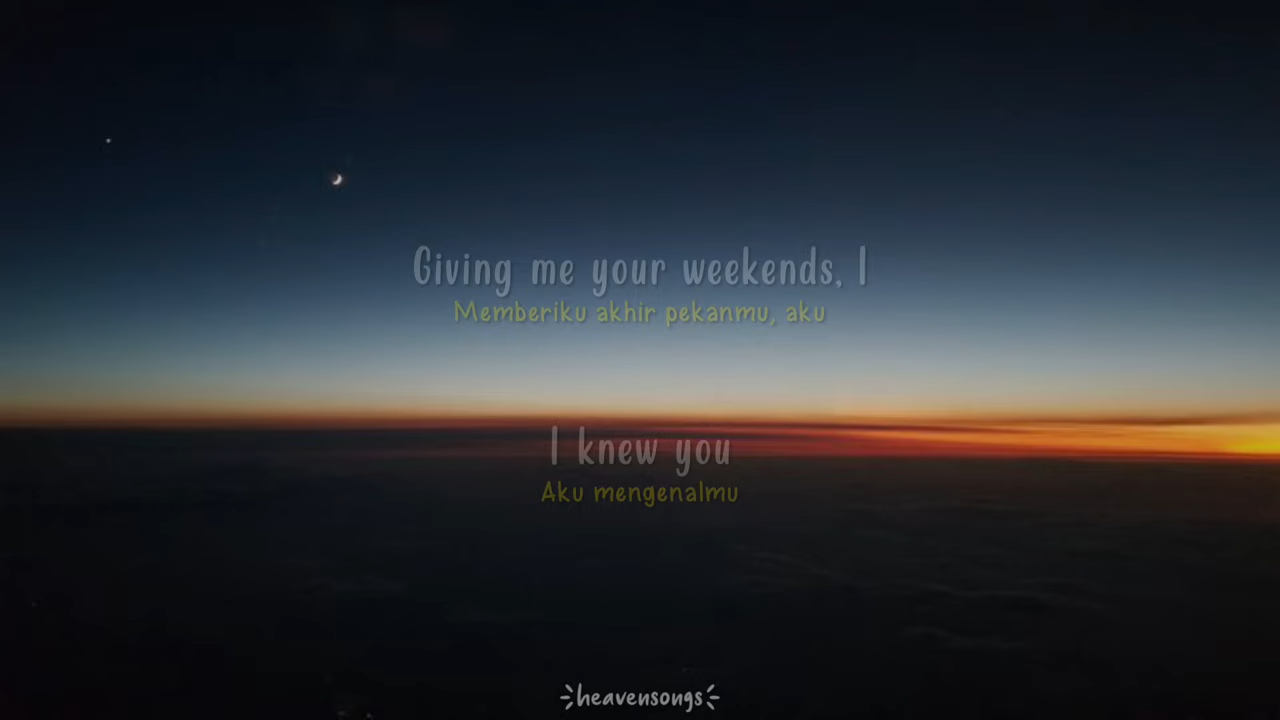 Giving me your weekends, I
Memberiku akhir pekanmu, aku
I knew you
Aku mengenalmu
heavensongs